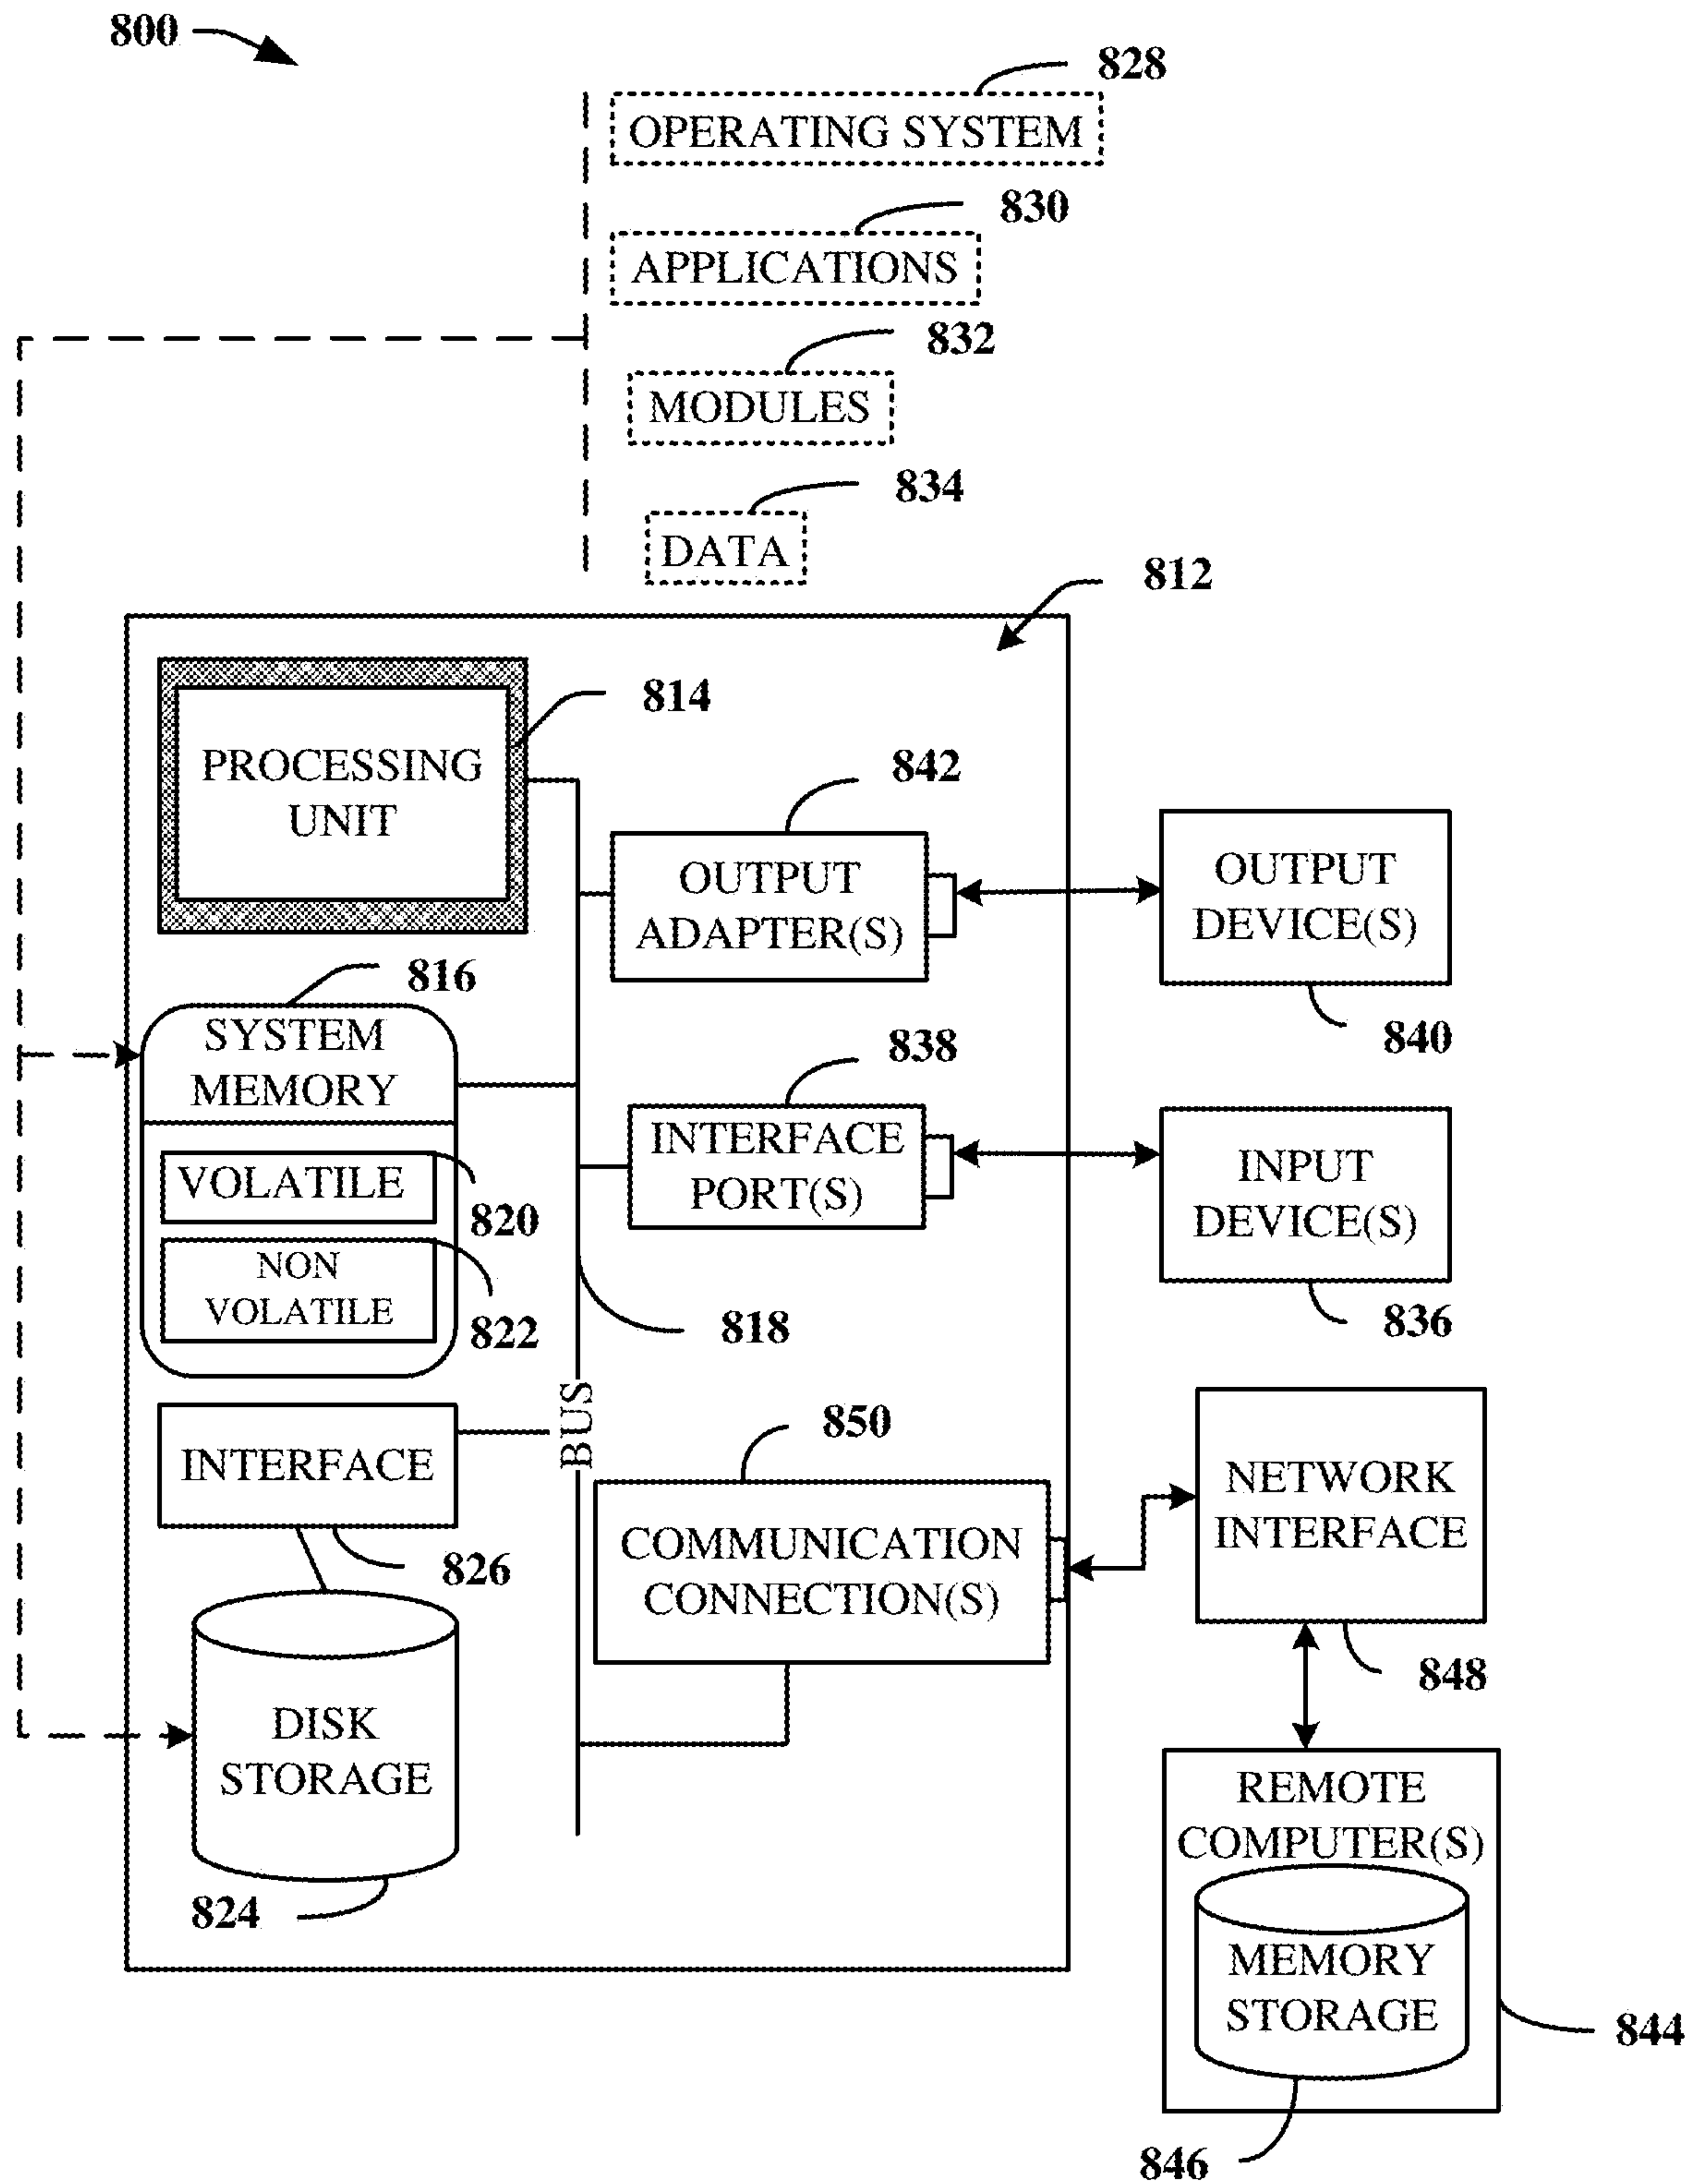 800
828
OPERATING SYSTEM
830
APPLICATIONS
832
MODULES
834
DATA
812
814
PROCESSING
UNIT
842
OUTPUT
ADAPTER(S)
OUTPUT
DEVICE(S)
840
816
SYSTEM
MEMORY
VOLATILE
820
NON
VOLATILE
822
838
INTERFACE
PORT(S)
INPUT
DEVICE(S)
836
818
BUS
INTERFACE
826
850
COMMUNICATION
CONNECTION(S)
NETWORK
INTERFACE
848
DISK
STORAGE
824
REMOTE
COMPUTER(S)
MEMORY
STORAGE
844
846